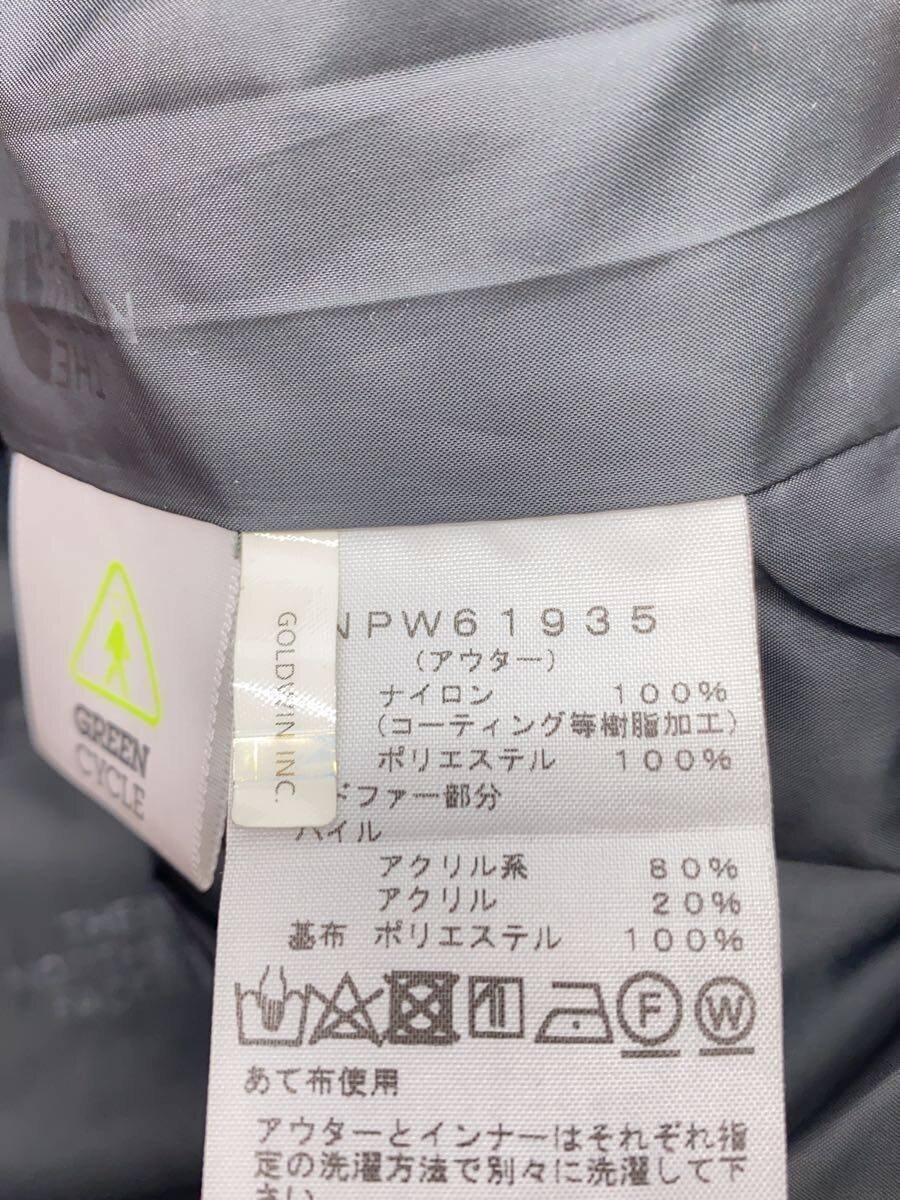 THE
GREEN
CYCLE
GOLDWIN INC.
NPW61935
(アウター)
ナイロン 100%
(コーティング等樹脂加工)
ポリエステル 100%
ドファー部分
パイル
アクリル系 80%
アクリル 20%
基布 ポリエステル 100%
F W
あて布使用
アウターとインナーはそれぞれ指
定の洗濯方法で別々に洗濯して下
さい